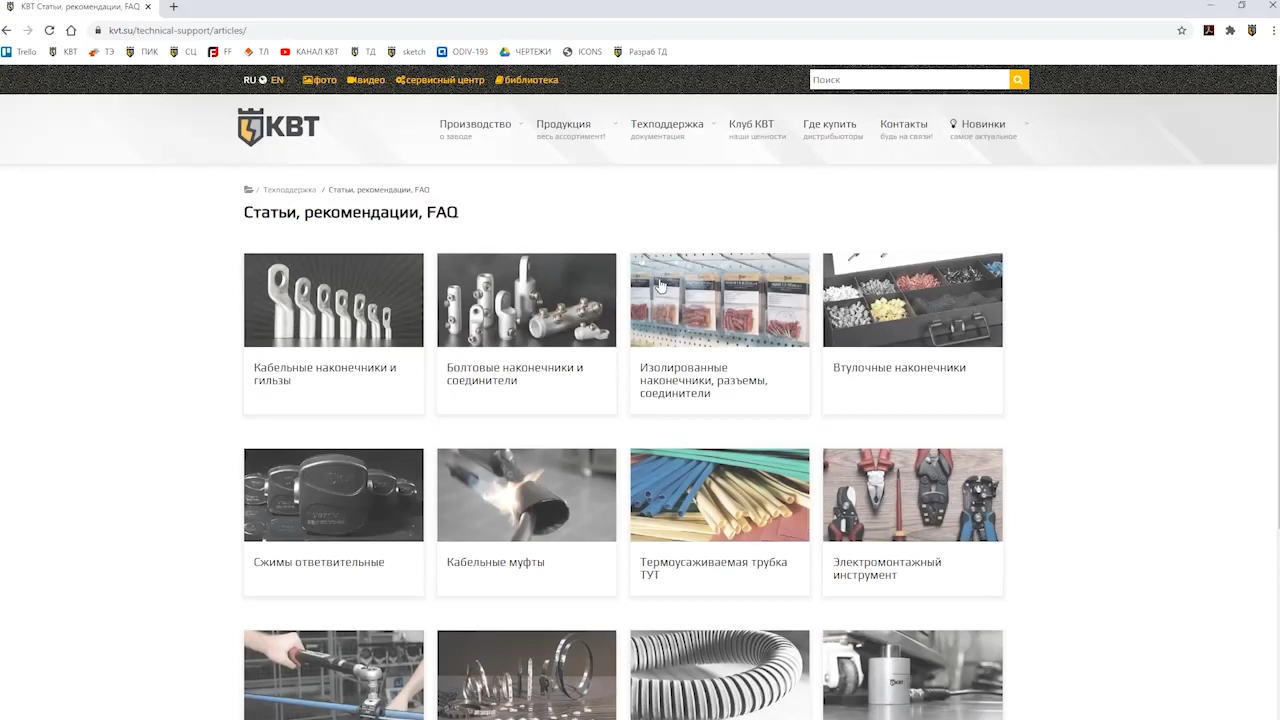 КВТ Статьи, рекомендации, FAQ
kvt.su/technical-support/articles/
Trello КВТ ТЭ ПИК СЦ FF ТЛ КАНАЛ КВТ ТД sketch ODIV-193 ЧЕРТЕЖИ ICONS Разраб ТД
RU EN фото видео сервисный центр библиотека Поиск
КВТ
Производство Продукция Техподдержка Клуб КВТ Где купить Контакты Новинки
о заводе весь ассортимент! документация наши ценности дистрибьюторы будь на связи! самое актуальное
/ Техподдержка / Статьи, рекомендации, FAQ
Статьи, рекомендации, FAQ
Кабельные наконечники и
гильзы
Болтовые наконечники и
соединители
Изолированные
наконечники, разъемы,
соединители
Втулочные наконечники
Сжимы ответвительные
Кабельные муфты
Термоусаживаемая трубка
ТУТ
Электромонтажный
инструмент
КВТ